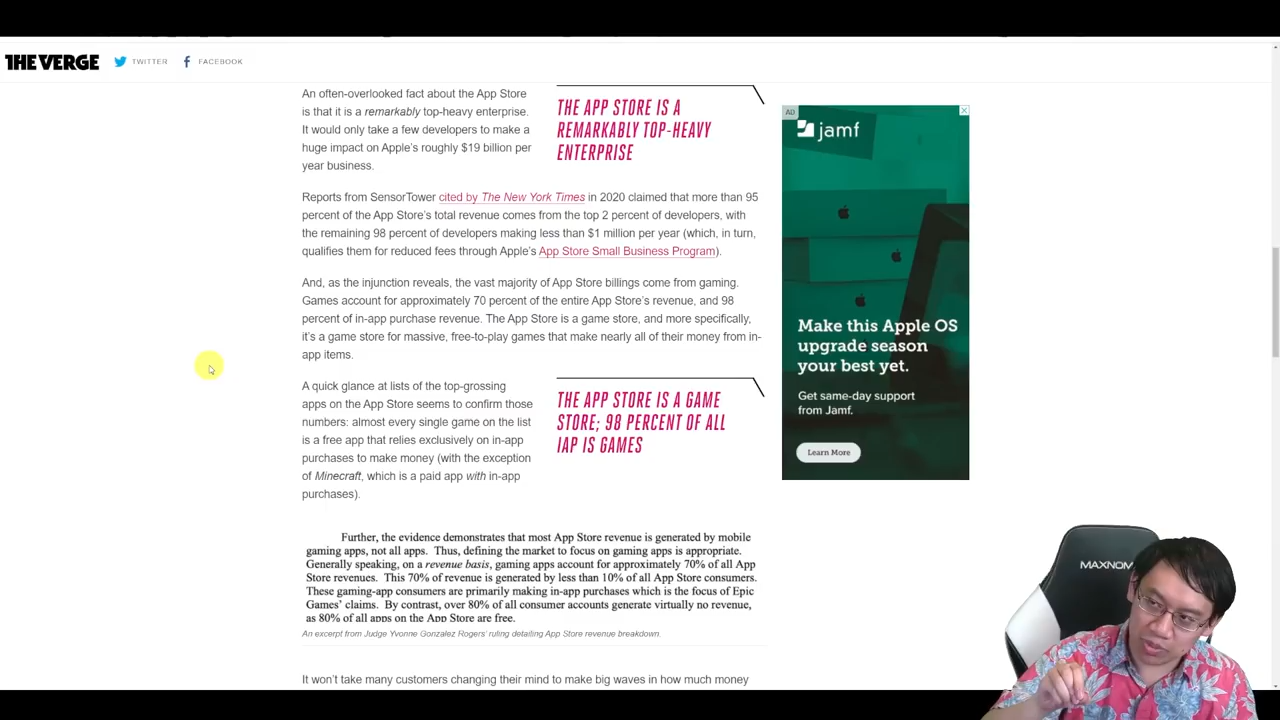 THE VERGE
TWITTER
FACEBOOK
An often-overlooked fact about the App Store
is that it is a remarkably top-heavy enterprise.
It would only take a few developers to make a
huge impact on Apple's roughly $19 billion per
year business.
THE APP STORE IS A
REMARKABLY TOP-HEAVY
ENTERPRISE
Reports from SensorTower cited by The New York Times in 2020 claimed that more than 95
percent of the App Store's total revenue comes from the top 2 percent of developers, with
the remaining 98 percent of developers making less than $1 million per year (which, in turn,
qualifies them for reduced fees through Apple's App Store Small Business Program).
And, as the injunction reveals, the vast majority of App Store billings come from gaming.
Games account for approximately 70 percent of the entire App Store's revenue, and 98
percent of in-app purchase revenue. The App Store is a game store, and more specifically,
it's a game store for massive, free-to-play games that make nearly all of their money from in-
app items.
A quick glance at lists of the top-grossing
apps on the App Store seems to confirm those
numbers: almost every single game on the list
is a free app that relies exclusively on in-app
purchases to make money (with the exception
of Minecraft, which is a paid app with in-app
purchases).
THE APP STORE IS A GAME
STORE; 98 PERCENT OF ALL
IAP IS GAMES
Further, the evidence demonstrates that most App Store revenue is generated by mobile
gaming apps, not all apps. Thus, defining the market to focus on gaming apps is appropriate.
Generally speaking, on a revenue basis, gaming apps account for approximately 70% of all App
Store revenues. This 70% of revenue is generated by less than 10% of all App Store consumers.
These gaming-app consumers are primarily making in-app purchases which is the focus of Epic
Games' claims. By contrast, over 80% of all consumer accounts generate virtually no revenue,
as 80% of all apps on the App Store are free.
An excerpt from Judge Yvonne Gonzalez Rogers' ruling detailing App Store revenue breakdown.
It won't take many customers changing their mind to make big waves in how much money
AD
jamf
Make this Apple OS
upgrade season
your best yet.
Get same-day support
from Jamf.
Learn More
MAXNOM